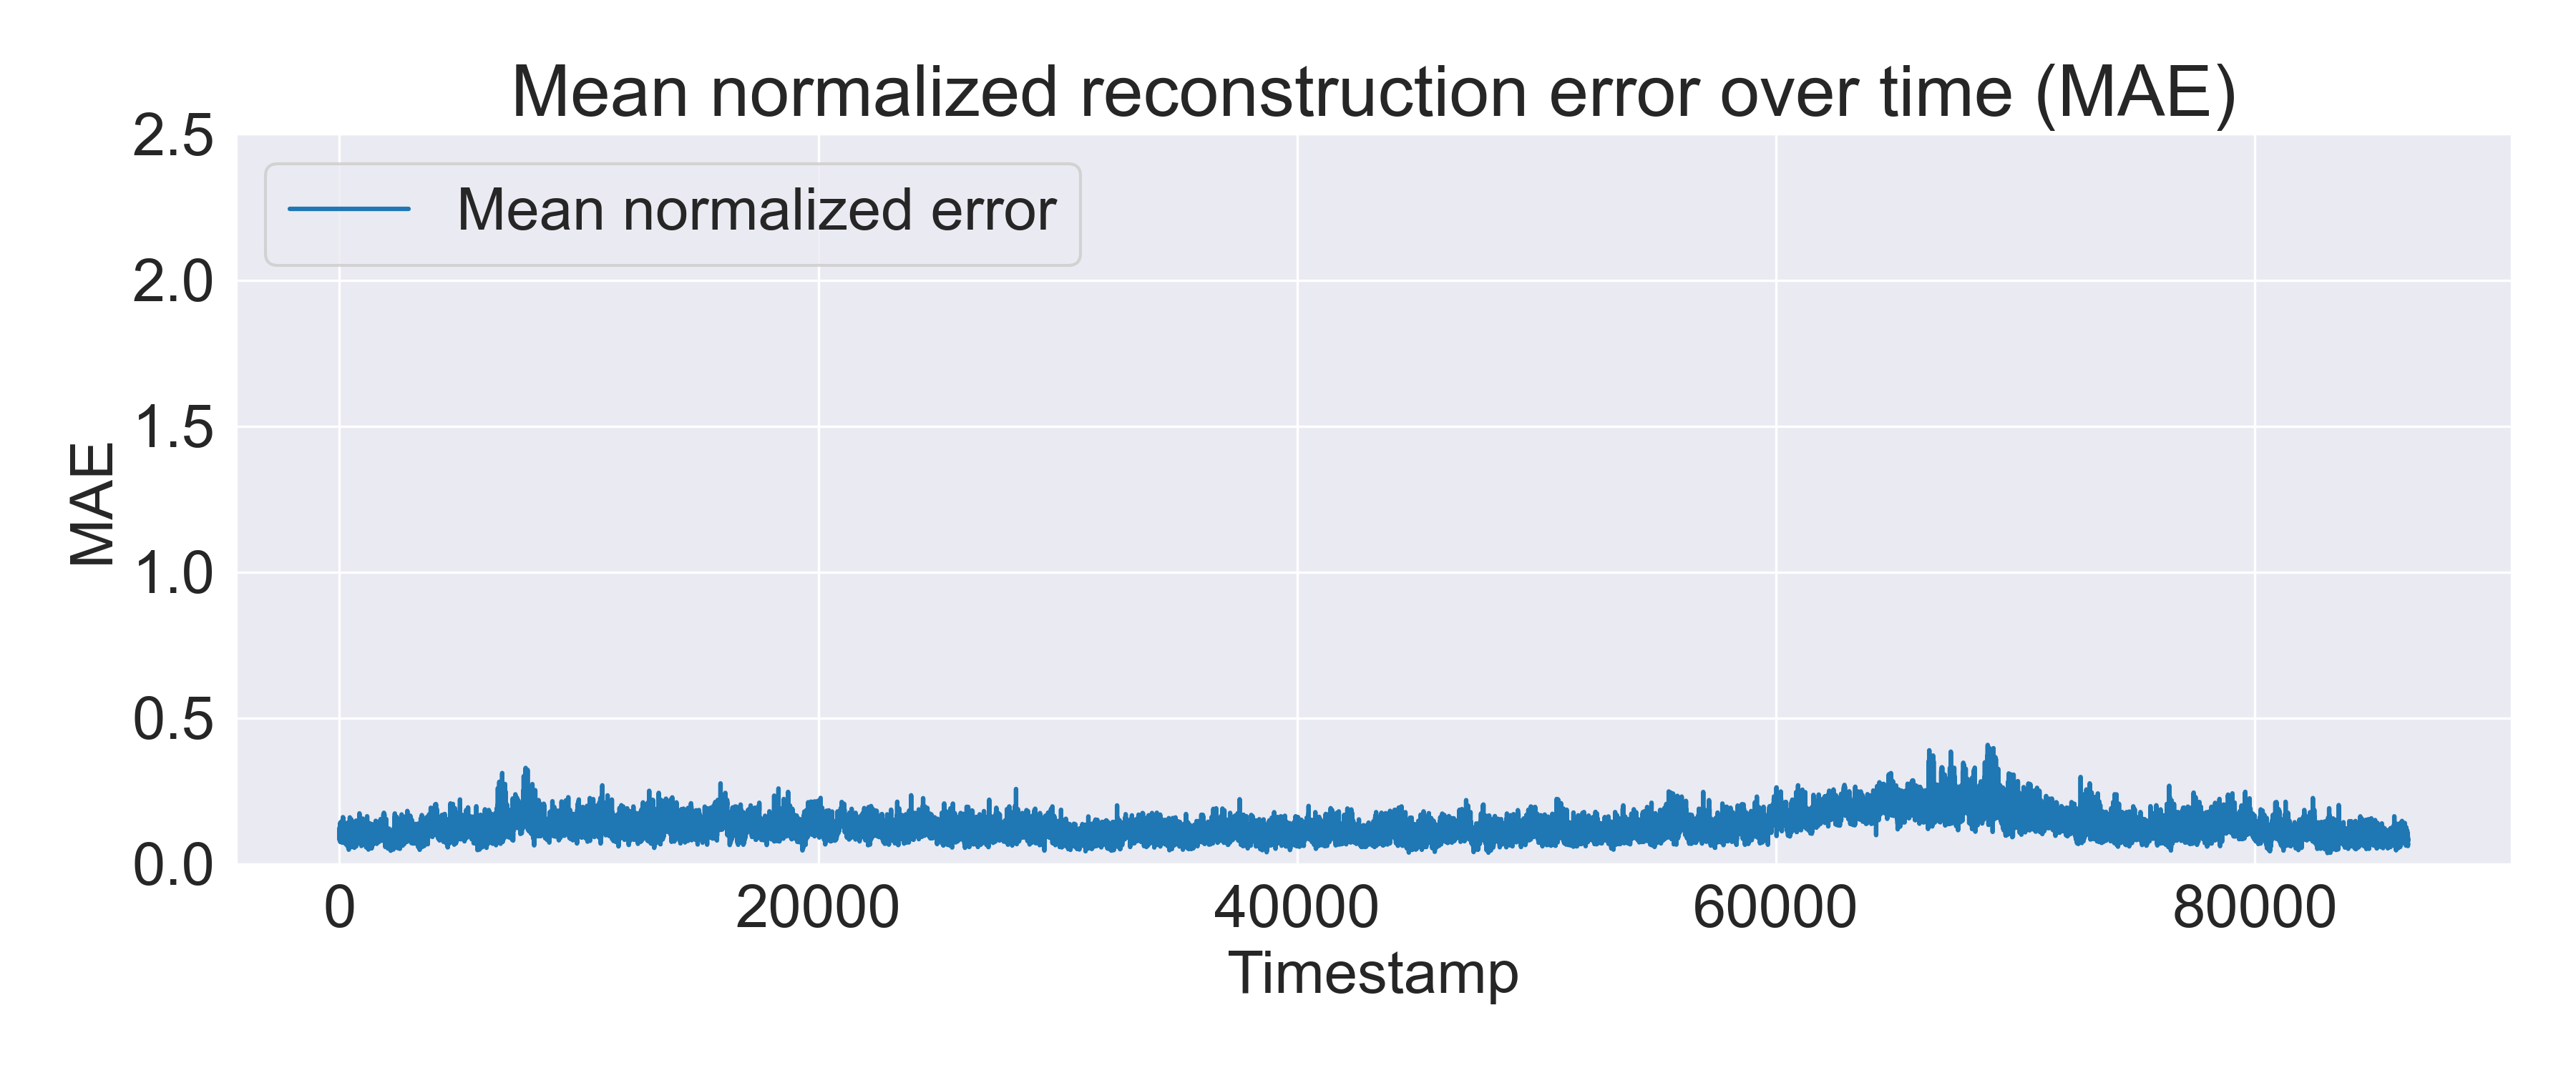 Mean normalized reconstruction error over time (MAE)
2.5
Mean normalized error
2.0
1.5
MAE
1.0
0.5
0.0
0 20000 40000 60000 80000
Timestamp